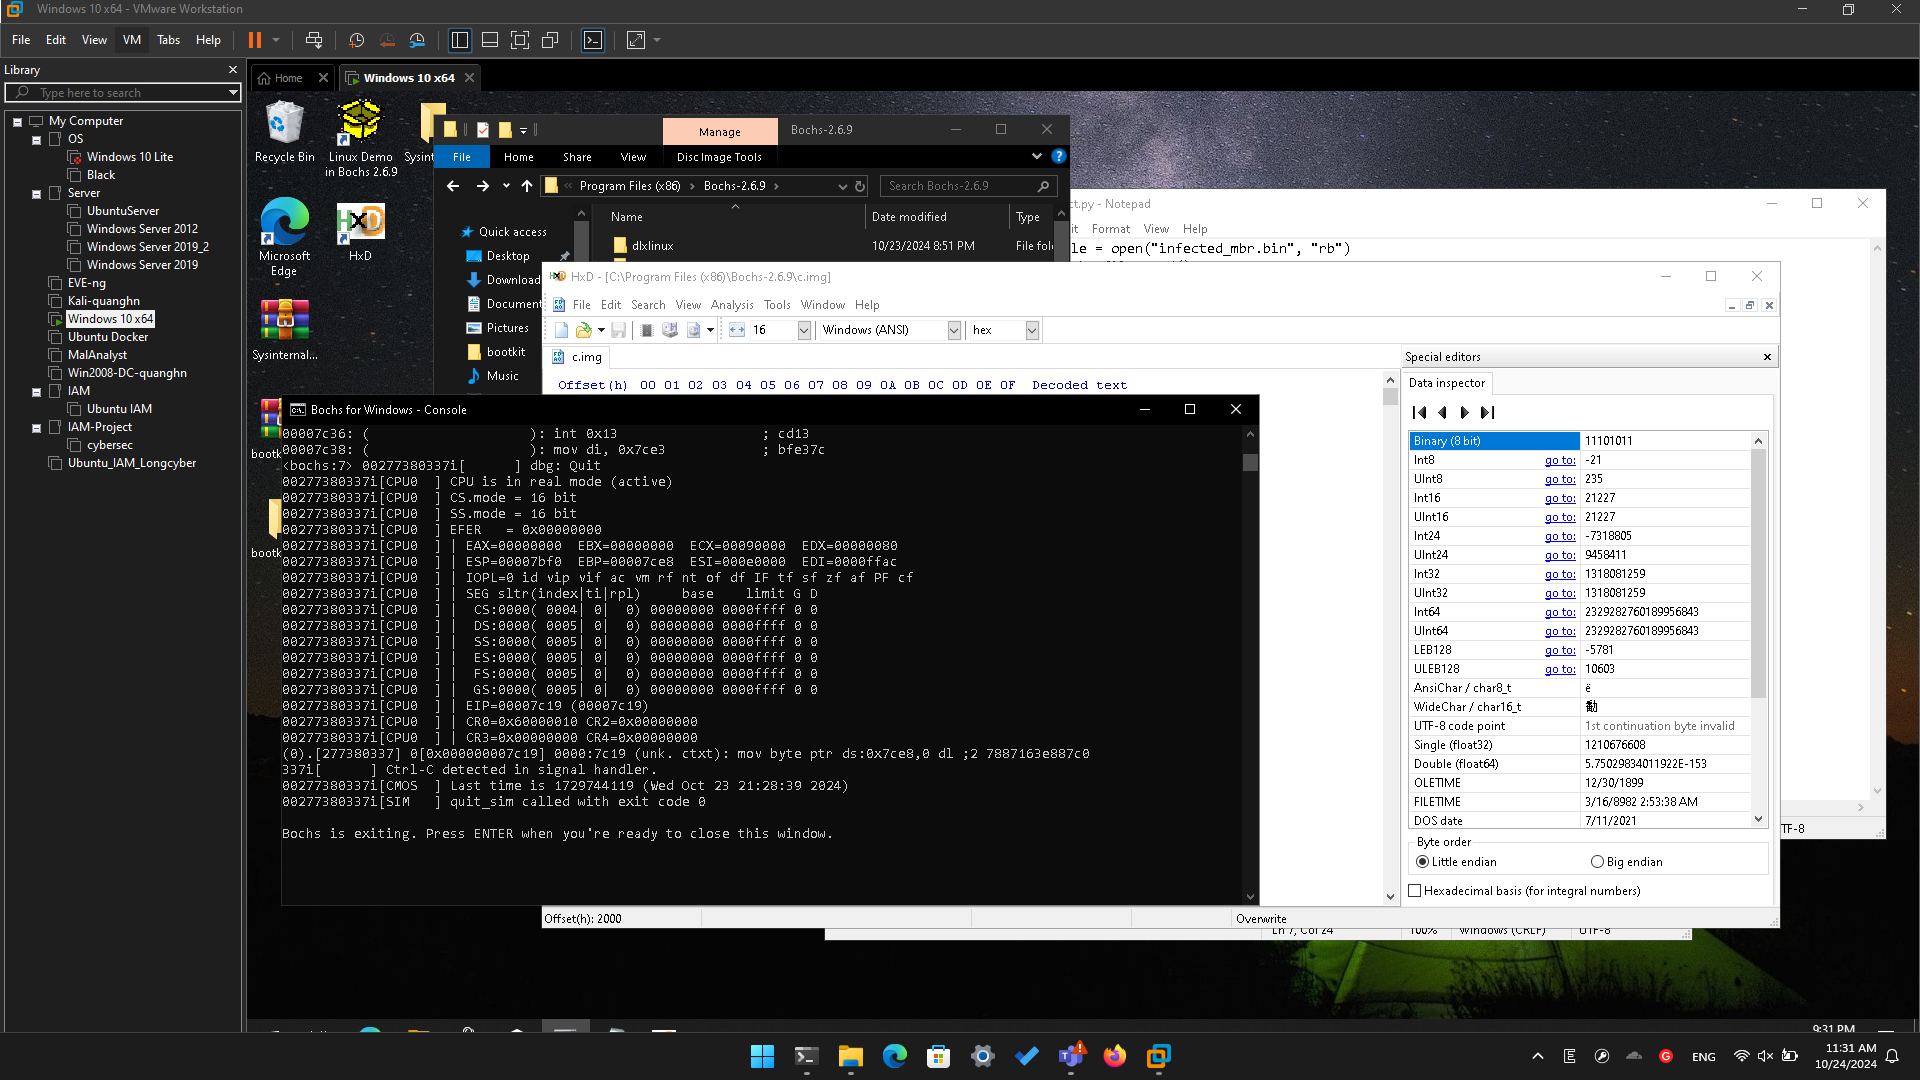 Windows 10 x64 - VMware Workstation
File Edit View VM Tabs Help
Library
Type here to search
My Computer
OS
Windows 10 Lite
Black
Server
UbuntuServer
Windows Server 2012
Windows Server 2019_2
Windows Server 2019
EVE-ng
Kali-quanghn
Windows 10 x64
Ubuntu Docker
MalAnalyst
Win2008-DC-quanghn
IAM
Ubuntu IAM
IAM-Project
cybersec
Ubuntu_IAM_Longcyber
Home
Windows 10 x64
Recycle Bin
Linux Demo in Bochs 2.6.9
Sysint
Microsoft Edge
HxD
Sysinternal...
bootk
bootk
Manage
Bochs-2.6.9
File Home Share View Disc Image Tools
Program Files (x86) Bochs-2.6.9
Search Bochs-2.6.9
Name Date modified Type
Quick access
Desktop
Download
Document
Pictures
bootkit
Music
dlxlinux 10/23/2024 8:51 PM File fol
ct.py - Notepad
it Format View Help
le = open("infected_mbr.bin", "rb")
HxD - [C:\Program Files (x86)\Bochs-2.6.9\c.img]
File Edit Search View Analysis Tools Window Help
16 Windows (ANSI) hex
c.img
Offset(h) 00 01 02 03 04 05 06 07 08 09 0A 0B 0C 0D 0E 0F Decoded text
Bochs for Windows - Console
00007c36: ( ): int 0x13 ; cd13
00007c38: ( ): mov di, 0x7ce3 ; bfe37c
<bochs:7> 00277380337i[ ] dbg: Quit
00277380337i[CPU0 ] CPU is in real mode (active)
00277380337i[CPU0 ] CS.mode = 16 bit
00277380337i[CPU0 ] SS.mode = 16 bit
00277380337i[CPU0 ] EFER = 0x00000000
00277380337i[CPU0 ] | EAX=00000000 EBX=00000000 ECX=00090000 EDX=00000080
00277380337i[CPU0 ] | ESP=00007bf0 EBP=00007ce8 ESI=000e0000 EDI=0000ffac
00277380337i[CPU0 ] | IOPL=0 id vip vif ac vm rf nt of df IF tf sf zf af PF cf
00277380337i[CPU0 ] | SEG sltr(index|ti|rpl) base limit G D
00277380337i[CPU0 ] | CS:0000( 0004| 0| 0) 00000000 0000ffff 0 0
00277380337i[CPU0 ] | DS:0000( 0005| 0| 0) 00000000 0000ffff 0 0
00277380337i[CPU0 ] | SS:0000( 0005| 0| 0) 00000000 0000ffff 0 0
00277380337i[CPU0 ] | ES:0000( 0005| 0| 0) 00000000 0000ffff 0 0
00277380337i[CPU0 ] | FS:0000( 0005| 0| 0) 00000000 0000ffff 0 0
00277380337i[CPU0 ] | GS:0000( 0005| 0| 0) 00000000 0000ffff 0 0
00277380337i[CPU0 ] | EIP=00007c19 (00007c19)
00277380337i[CPU0 ] | CR0=0x60000010 CR2=0x00000000
00277380337i[CPU0 ] | CR3=0x00000000 CR4=0x00000000
(0).[277380337] 0[0x000000007c19] 0000:7c19 (unk. ctxt): mov byte ptr ds:0x7ce8,0 dl ;2 7887163e887c0
337i[ ] Ctrl-C detected in signal handler.
00277380337i[CMOS ] Last time is 1729744119 (Wed Oct 23 21:28:39 2024)
00277380337i[SIM ] quit_sim called with exit code 0
Bochs is exiting. Press ENTER when you're ready to close this window.
Special editors
Data inspector
Binary (8 bit) 11101011
Int8 go to: -21
UInt8 go to: 235
Int16 go to: 21227
UInt16 go to: 21227
Int24 go to: -7318805
UInt24 go to: 9458411
Int32 go to: 1318081259
UInt32 go to: 1318081259
Int64 go to: 2329282760189956843
UInt64 go to: 2329282760189956843
LEB128 go to: -5781
ULEB128 go to: 10603
AnsiChar / char8_t ë
WideChar / char16_t 勫
UTF-8 code point 1st continuation byte invalid
Single (float32) 1210676608
Double (float64) 5.75029834011922E-153
OLETIME 12/30/1899
FILETIME 3/16/8982 2:53:38 AM
DOS date 7/11/2021
Byte order
Little endian Big endian
Hexadecimal basis (for integral numbers)
TF-8
Offset(h): 2000 Overwrite
Ln 7, Col 24 100% Windows (CRLF) UTF-8
9:31 PM
ENG
11:31 AM
10/24/2024